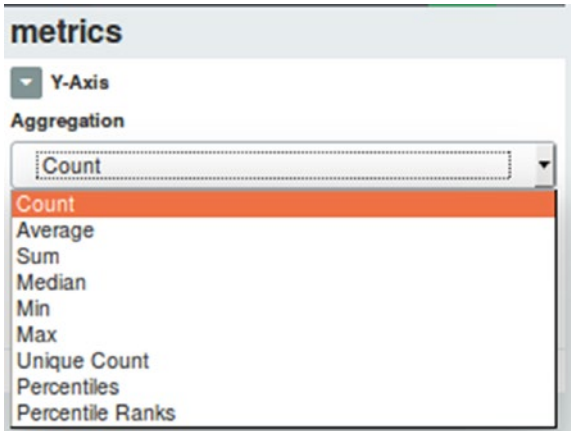 metrics
Y-Axis
Aggregation
Count
Count
Average
Sum
Median
Min
Max
Unique Count
Percentiles
Percentile Ranks